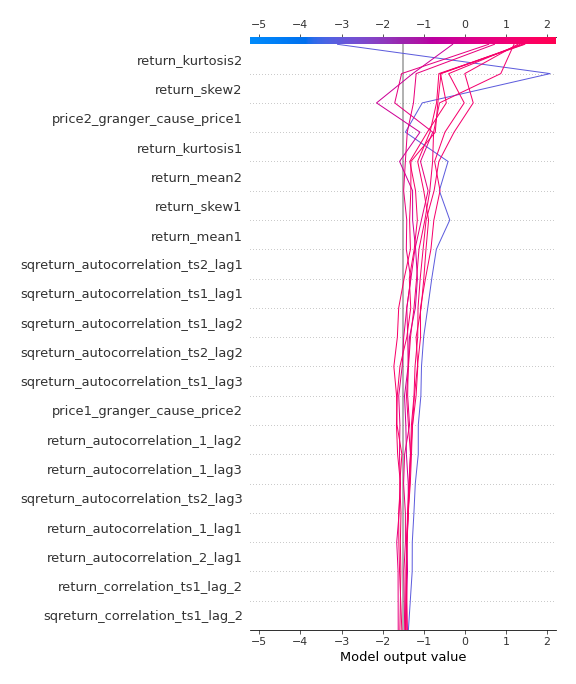 −5 −4 −3 −2 −1 0 1 2
return_kurtosis2
return_skew2
price2_granger_cause_price1
return_kurtosis1
return_mean2
return_skew1
return_mean1
sqreturn_autocorrelation_ts2_lag1
sqreturn_autocorrelation_ts1_lag1
sqreturn_autocorrelation_ts1_lag2
sqreturn_autocorrelation_ts2_lag2
sqreturn_autocorrelation_ts1_lag3
price1_granger_cause_price2
return_autocorrelation_1_lag2
return_autocorrelation_1_lag3
sqreturn_autocorrelation_ts2_lag3
return_autocorrelation_1_lag1
return_autocorrelation_2_lag1
return_correlation_ts1_lag_2
sqreturn_correlation_ts1_lag_2
−5 −4 −3 −2 −1 0 1 2
Model output value